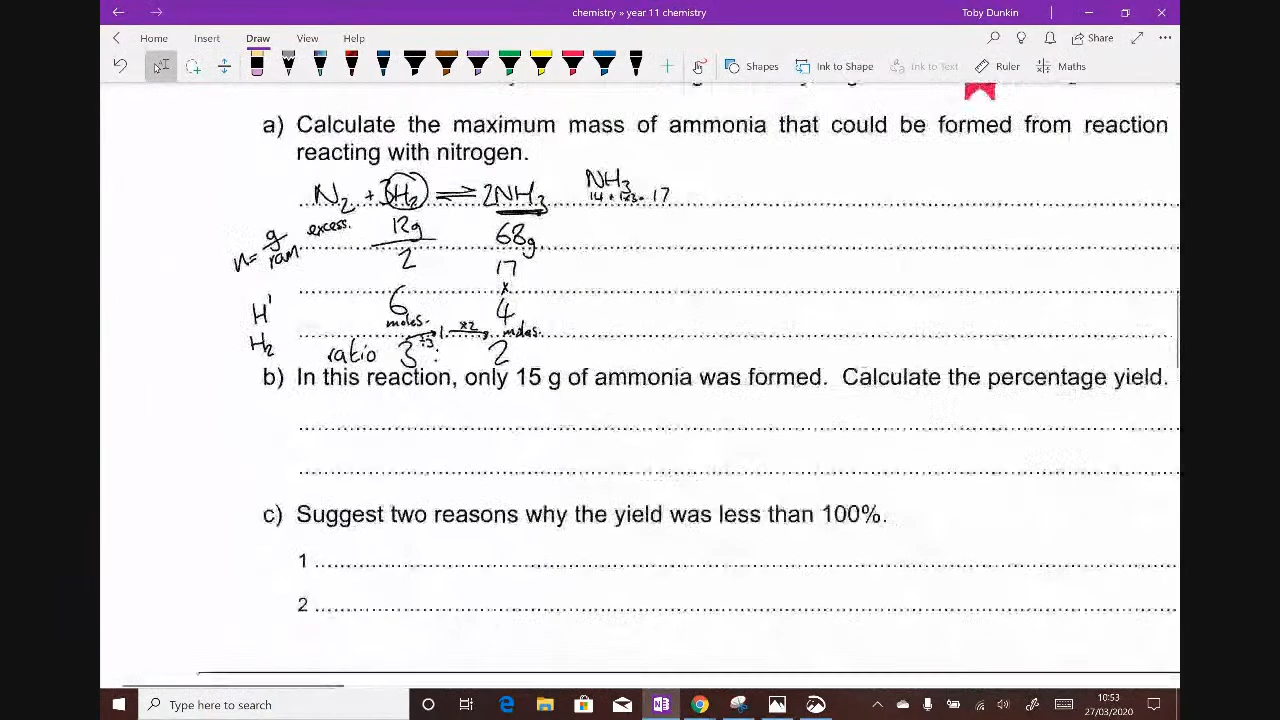 chemistry » year 11 chemistry
Toby Dunkin
Home Insert Draw View Help
Share
Shapes
Ink to Shape
Ink to Text
Ruler
Maths
a) Calculate the maximum mass of ammonia that could be formed from reaction
reacting with nitrogen.
N2 + 3H2 ⇌ 2NH3
NH3
14 + 1x3 = 17
excess. 12g 68g
n= g
ram
2 17
x
H1 6 4
moles. moles.
÷3 1 x2
H2 ratio 3 : 2
b) In this reaction, only 15 g of ammonia was formed. Calculate the percentage yield.
c) Suggest two reasons why the yield was less than 100%.
1
2
Type here to search
10:53
27/03/2020